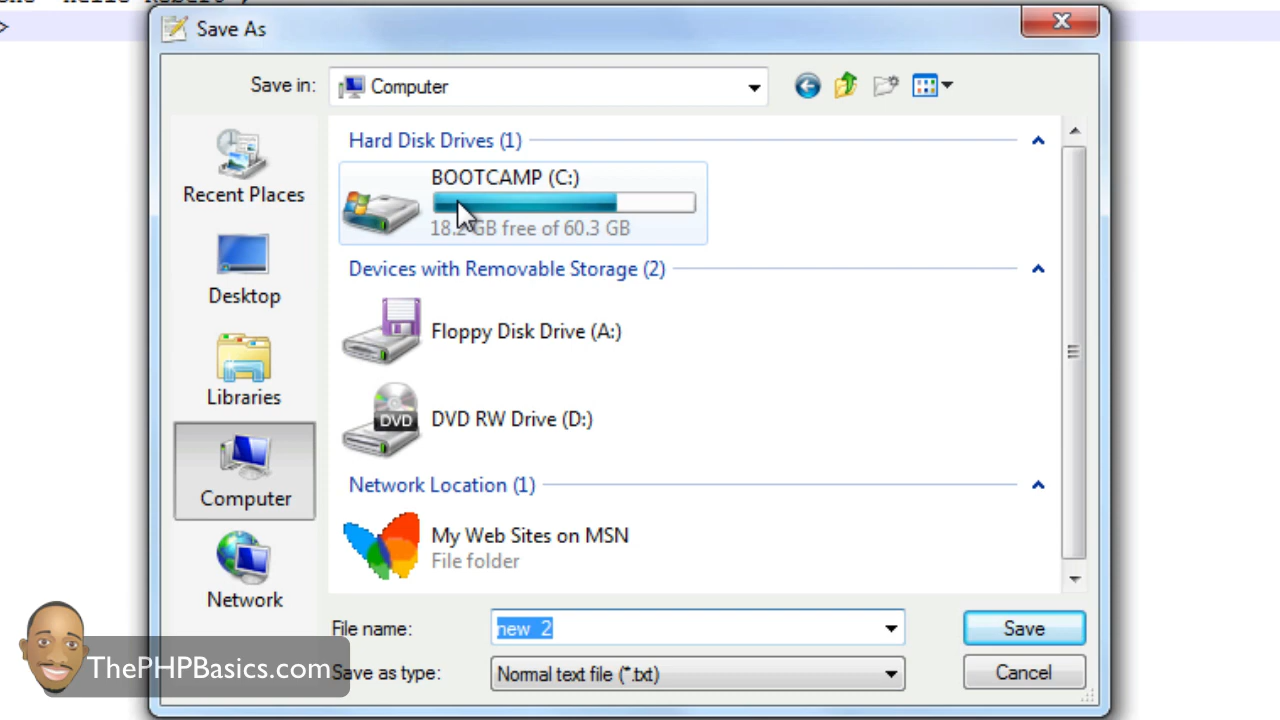 >
Save As
Save in:
Computer
Recent Places
Desktop
Libraries
Computer
Network
Hard Disk Drives (1)
BOOTCAMP (C:)
GB free of 60.3 GB
Devices with Removable Storage (2)
Floppy Disk Drive (A:)
DVD RW Drive (D:)
DVD
Network Location (1)
My Web Sites on MSN
File folder
File name:
new 2
Save
Save as type:
Normal text file (*.txt)
Cancel
ThePHPBasics.com